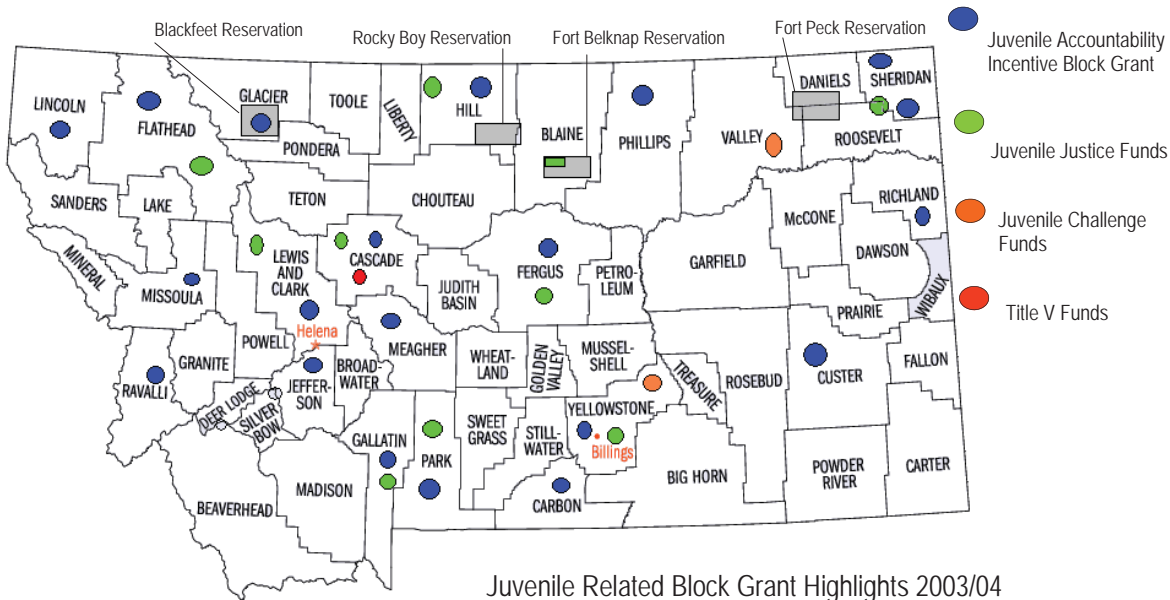 Blackfeet Reservation
Rocky Boy Reservation
Fort Belknap Reservation
Fort Peck Reservation
Juvenile Accountability
Incentive Block Grant
Juvenile Justice Funds
Juvenile Challenge
Funds
Title V Funds
LINCOLN
FLATHEAD
GLACIER
TOOLE
LIBERTY
HILL
BLAINE
PHILLIPS
VALLEY
DANIELS
SHERIDAN
ROOSEVELT
PONDERA
SANDERS
LAKE
TETON
CHOUTEAU
RICHLAND
McCONE
DAWSON
MINERAL
MISSOULA
LEWIS
AND
CLARK
CASCADE
JUDITH
BASIN
FERGUS
PETRO-
LEUM
GARFIELD
WIBAUX
PRAIRIE
POWELL
Helena
MEAGHER
GRANITE
BROAD-
WATER
WHEAT-
LAND
GOLDEN
VALLEY
MUSSEL-
SHELL
TREASURE
ROSEBUD
CUSTER
FALLON
RAVALLI
DEER LODGE
SILVER
BOW
JEFFER-
SON
GALLATIN
PARK
SWEET
GRASS
STILL-
WATER
YELLOWSTONE
Billings
BIG HORN
POWDER
RIVER
CARTER
BEAVERHEAD
MADISON
CARBON
Juvenile Related Block Grant Highlights 2003/04